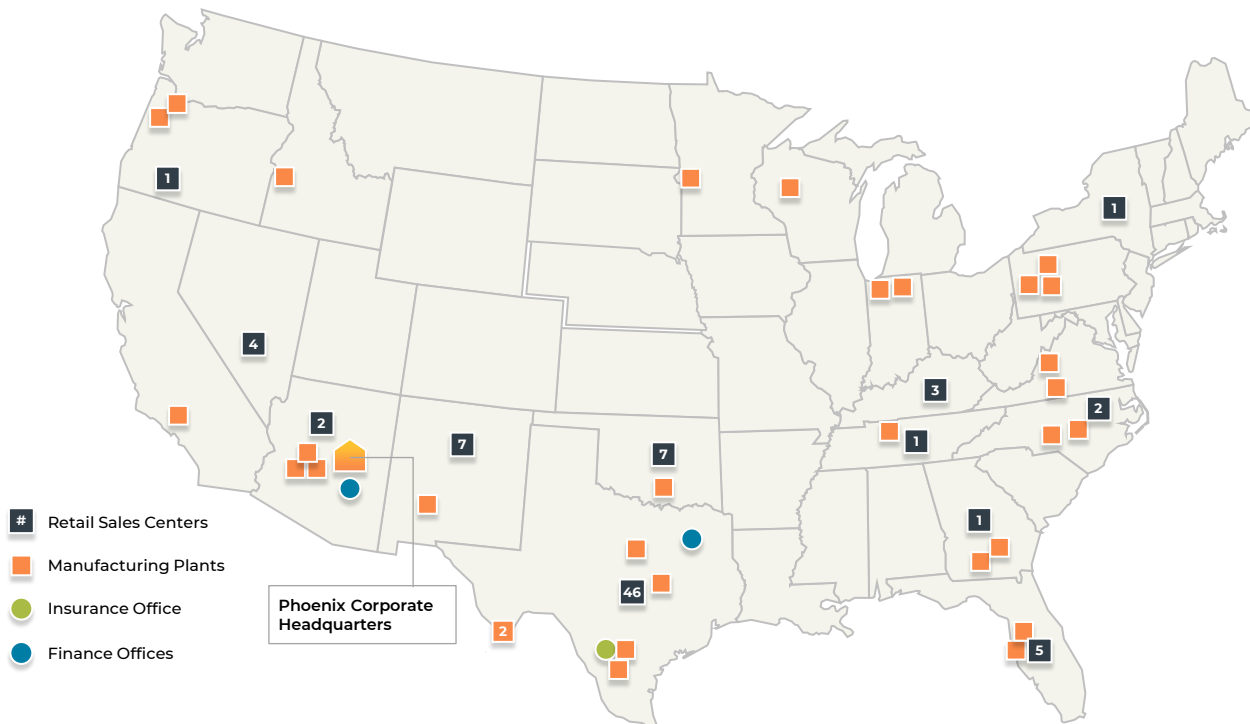 1
1
4
3
2
2
1
7
7
1
46
2
5
# Retail Sales Centers
Manufacturing Plants
Insurance Office
Finance Offices
Phoenix Corporate
Headquarters